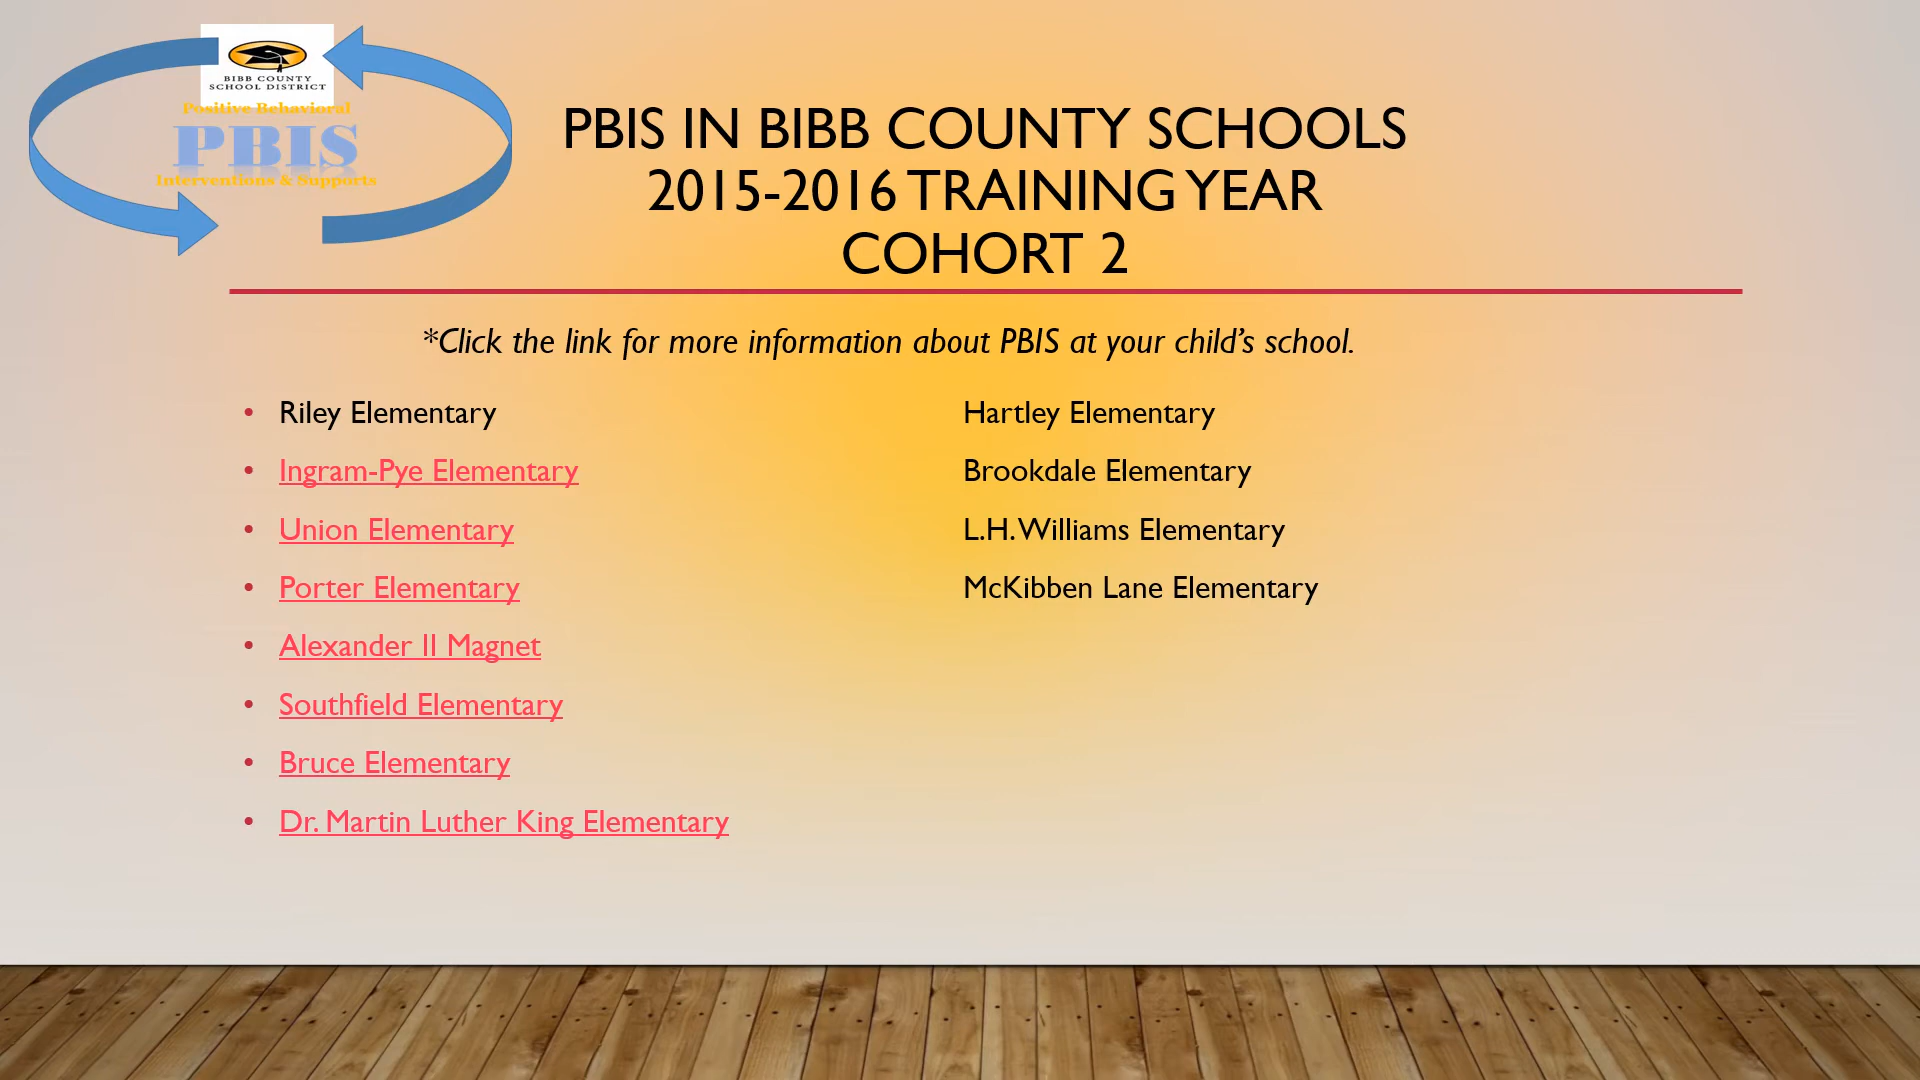 BIBB COUNTY
SCHOOL DISTRICT
Positive Behavioral
PBIS
Interventions & Supports
PBIS IN BIBB COUNTY SCHOOLS
2015-2016 TRAINING YEAR
COHORT 2
*Click the link for more information about PBIS at your child's school.
• Riley Elementary
• Ingram-Pye Elementary
• Union Elementary
• Porter Elementary
• Alexander II Magnet
• Southfield Elementary
• Bruce Elementary
• Dr. Martin Luther King Elementary
Hartley Elementary
Brookdale Elementary
L.H. Williams Elementary
McKibben Lane Elementary